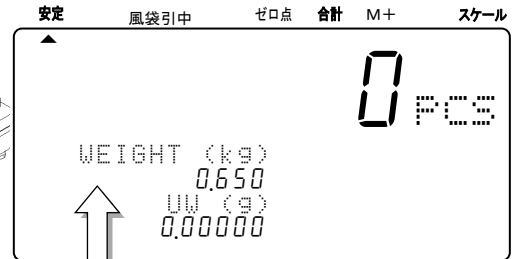 安定 風袋引中 ゼロ点 合計 M+ スケール
0 PCS
WEIGHT (kg)
0.650
UW (g)
0.00000